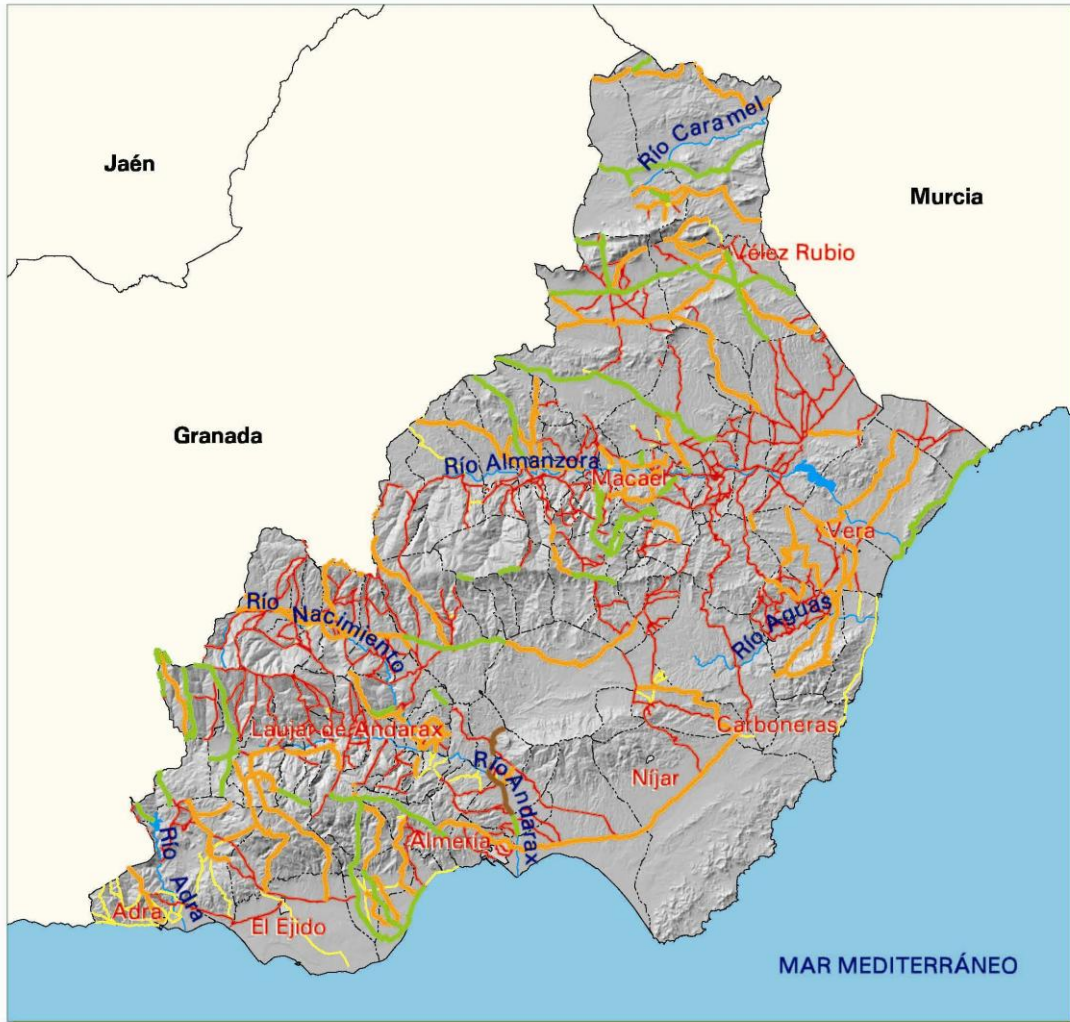 Río Caramel
Jaén
Murcia
Vélez Rubio
Granada
Río Almanzora
Macael
Vera
Río Nacimiento
Río Aguas
Laujar de Andarax
Carboneras
Río Andarax
Níjar
Almería
Río Adra
Adra
El Ejido
MAR MEDITERRÁNEO